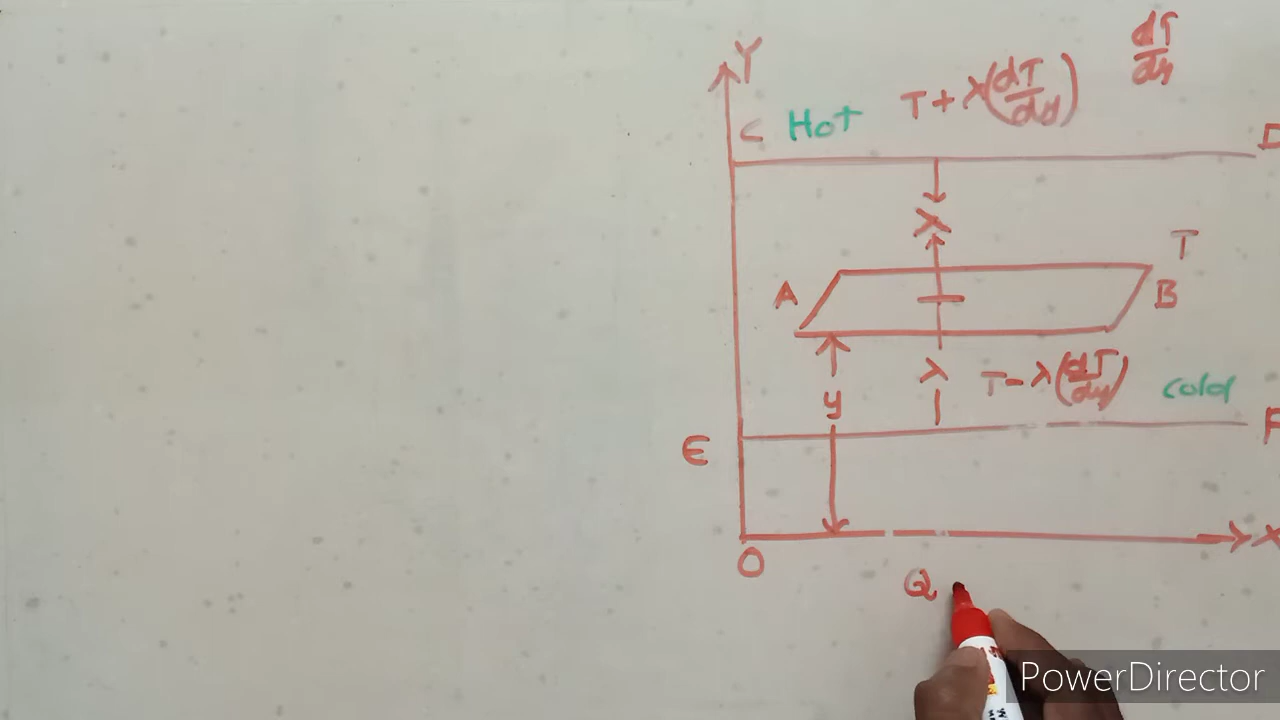 Y
dT/dy
T + λ(dT/dy)
C Hot D
λ
T
A B
λ T - λ(dT/dy) cold
y
E F
X
O
Q
PowerDirector